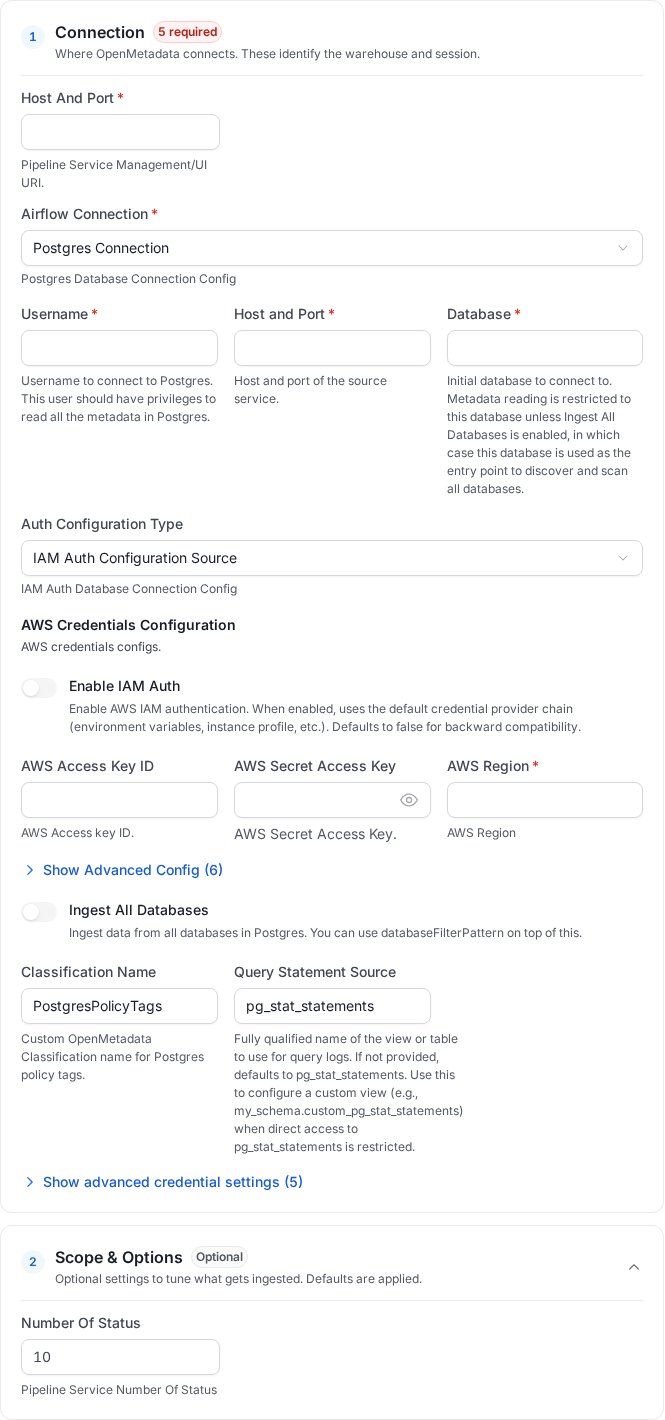 1
Connection
5 required
Where OpenMetadata connects. These identify the warehouse and session.
Host And Port *
Pipeline Service Management/UI
URI.
Airflow Connection *
Postgres Connection
Postgres Database Connection Config
Username *
Username to connect to Postgres.
This user should have privileges to
read all the metadata in Postgres.
Host and Port *
Host and port of the source
service.
Database *
Initial database to connect to.
Metadata reading is restricted to
this database unless Ingest All
Databases is enabled, in which
case this database is used as the
entry point to discover and scan
all databases.
Auth Configuration Type
IAM Auth Configuration Source
IAM Auth Database Connection Config
AWS Credentials Configuration
AWS credentials configs.
Enable IAM Auth
Enable AWS IAM authentication. When enabled, uses the default credential provider chain
(environment variables, instance profile, etc.). Defaults to false for backward compatibility.
AWS Access Key ID
AWS Access key ID.
AWS Secret Access Key
AWS Secret Access Key.
AWS Region *
AWS Region
Show Advanced Config (6)
Ingest All Databases
Ingest data from all databases in Postgres. You can use databaseFilterPattern on top of this.
Classification Name
PostgresPolicyTags
Custom OpenMetadata
Classification name for Postgres
policy tags.
Query Statement Source
pg_stat_statements
Fully qualified name of the view or table
to use for query logs. If not provided,
defaults to pg_stat_statements. Use this
to configure a custom view (e.g.,
my_schema.custom_pg_stat_statements)
when direct access to
pg_stat_statements is restricted.
Show advanced credential settings (5)
2
Scope & Options
Optional
Optional settings to tune what gets ingested. Defaults are applied.
Number Of Status
10
Pipeline Service Number Of Status